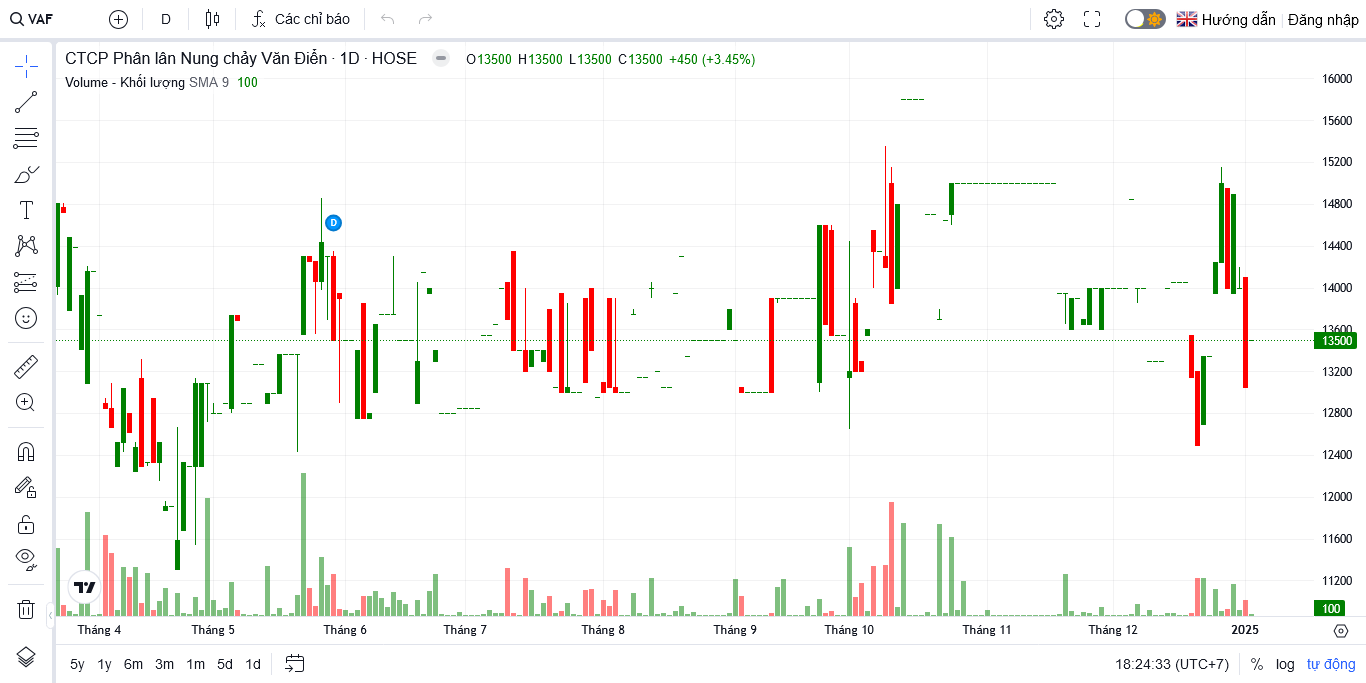 VAF D Các chỉ báo Hướng dẫn Đăng nhập
CTCP Phân lân Nung chảy Văn Điển · 1D · HOSE O13500 H13500 L13500 C13500 +450 (+3.45%)
Volume - Khối lượng SMA 9 100
D
16000
15600
15200
14800
14400
14000
13600
13500
13200
12800
12400
12000
11600
11200
100
Tháng 4 Tháng 5 Tháng 6 Tháng 7 Tháng 8 Tháng 9 Tháng 10 Tháng 11 Tháng 12 2025
5y 1y 6m 3m 1m 5d 1d 18:24:33 (UTC+7) % log tự động